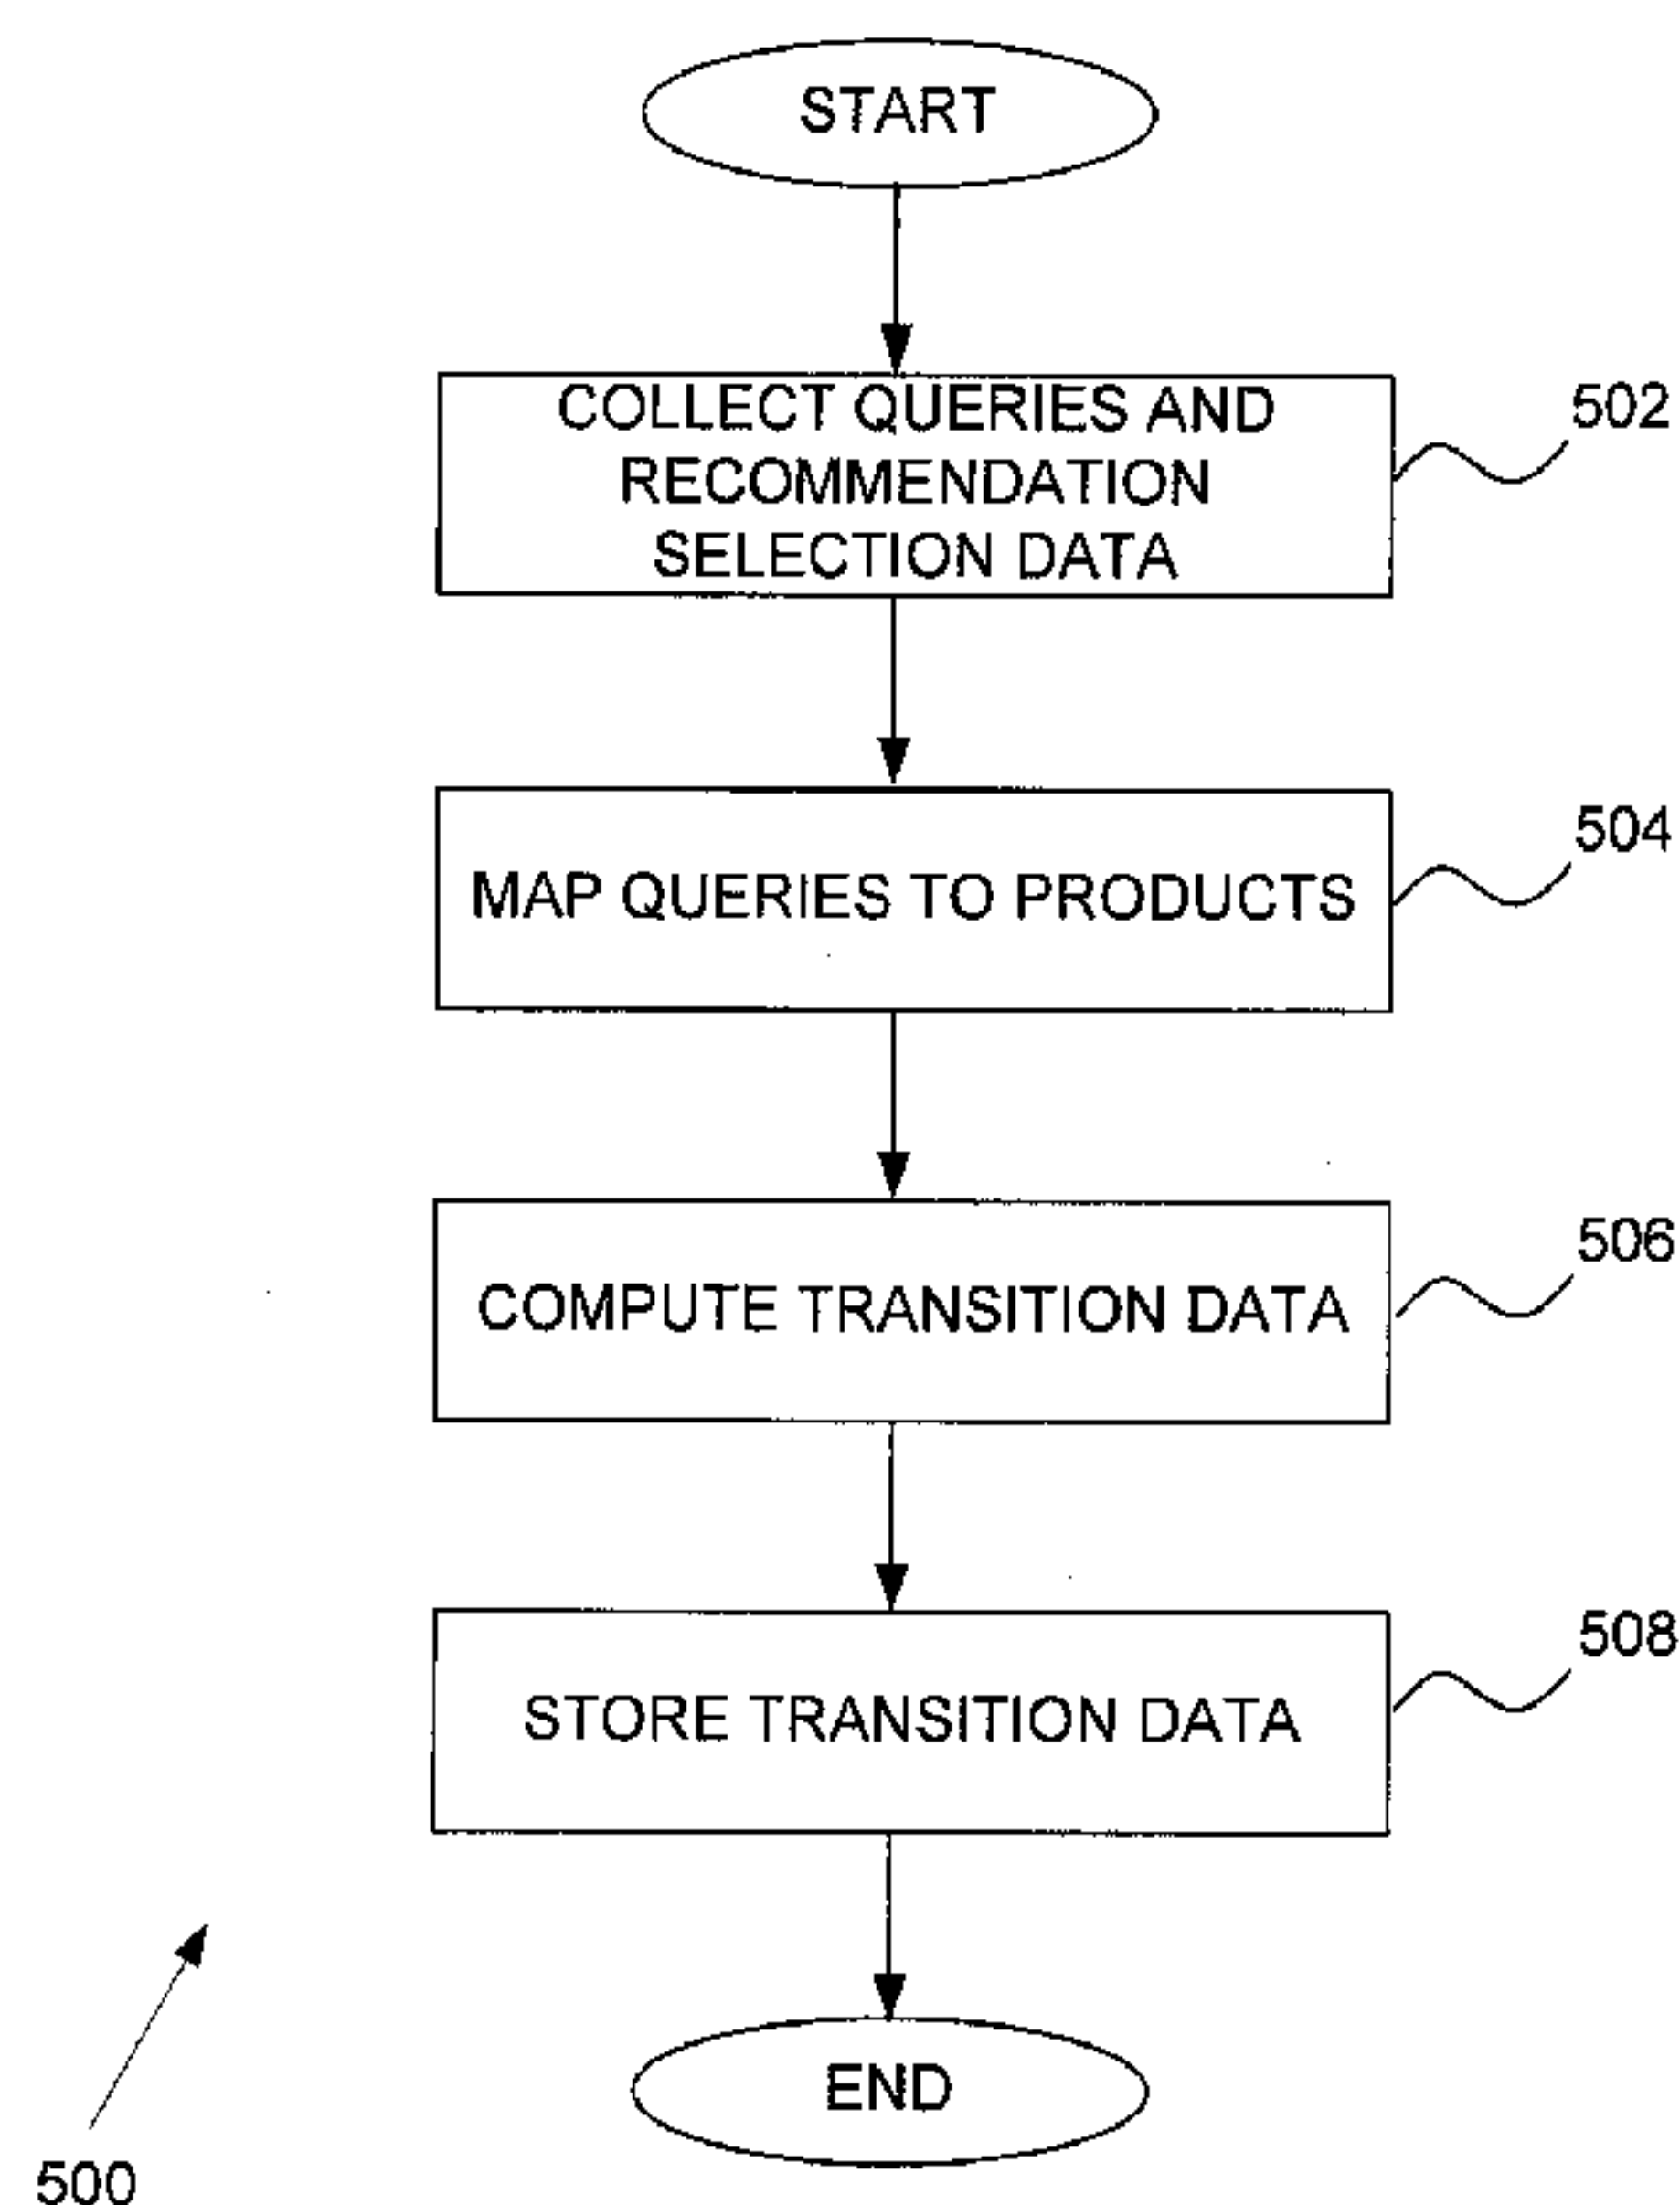 START
COLLECT QUERIES AND
RECOMMENDATION
SELECTION DATA
502
MAP QUERIES TO PRODUCTS
504
COMPUTE TRANSITION DATA
506
STORE TRANSITION DATA
508
END
500